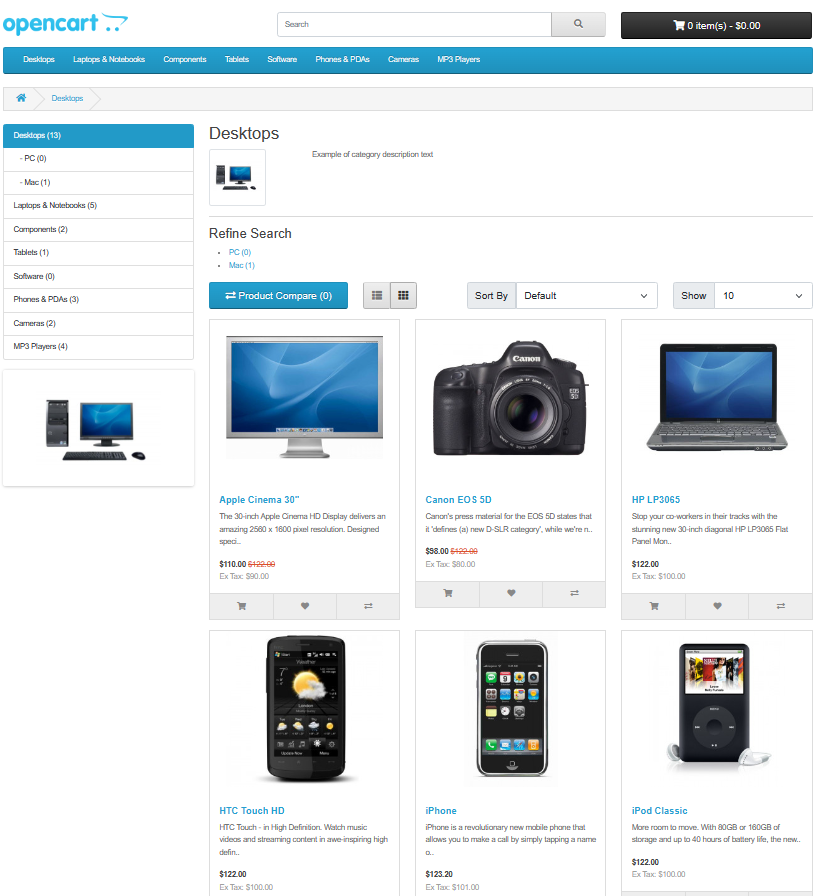 opencart
Search
0 item(s) - $0.00
Desktops
Laptops & Notebooks
Components
Tablets
Software
Phones & PDAs
Cameras
MP3 Players
Desktops
Desktops (13)
- PC (0)
- Mac (1)
Laptops & Notebooks (5)
Components (2)
Tablets (1)
Software (0)
Phones & PDAs (3)
Cameras (2)
MP3 Players (4)
Desktops
Example of category description text
Refine Search
PC (0)
Mac (1)
Product Compare (0)
Sort By
Default
Show
10
Canon
EOS
5D
Apple Cinema 30"
The 30-inch Apple Cinema HD Display delivers an
amazing 2560 x 1600 pixel resolution. Designed
speci..
$110.00 $122.00
Ex Tax: $90.00
Canon EOS 5D
Canon's press material for the EOS 5D states that
it 'defines (a) new D-SLR category', while we're n..
$98.00 $122.00
Ex Tax: $80.00
HP LP3065
Stop your co-workers in their tracks with the
stunning new 30-inch diagonal HP LP3065 Flat
Panel Mon..
$122.00
Ex Tax: $100.00
Start
Weather
London
Update Now
Menu
HTC Touch HD
HTC Touch - in High Definition. Watch music
videos and streaming content in awe-inspiring high
defin..
$122.00
Ex Tax: $100.00
iPhone
iPhone is a revolutionary new mobile phone that
allows you to make a call by simply tapping a name
o..
$123.20
Ex Tax: $101.00
iPod Classic
More room to move. With 80GB or 160GB of
storage and up to 40 hours of battery life, the new..
$122.00
Ex Tax: $100.00